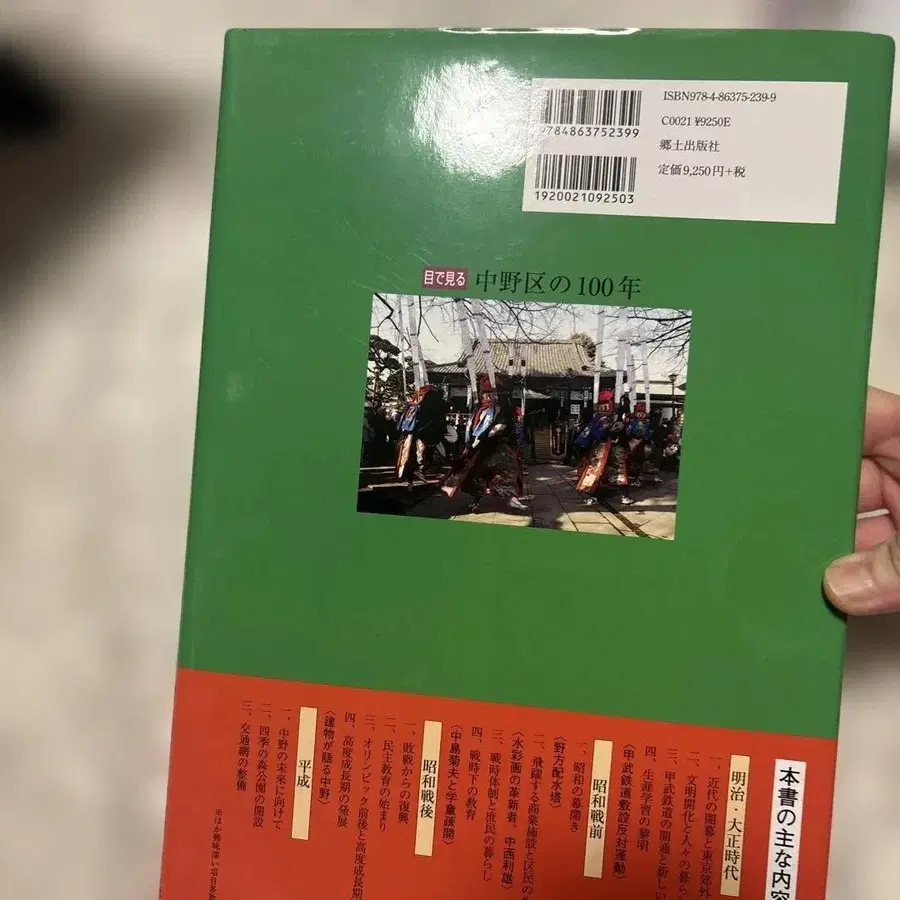 ISBN978-4-86375-239-9
C0021 ¥9250E
郷土出版社
定価9,250円+税
9784863752399
1920021092503
目で見る 中野区の100年
本書の主な内容
明治・大正時代
一、近代の開幕と東京郊外
二、文明開化と人々の暮らし
三、甲武鉄道の開通と新しい
四、生涯学習の黎明
〈甲武鉄道敷設反対運動〉
昭和戦前
一、昭和の幕開き
〈野方配水塔〉
二、飛躍する商業施設と区民の
〈水彩画の革新者、中西利雄
三、戦時体制と庶民の暮らし
四、戦時下の教育
〈中島菊夫と学童疎開〉
昭和戦後
一、敗戦からの復興
二、民主教育の始まり
三、オリンピック前後と高度成長期
四、高度成長期の発展
〈建物が語る中野〉
平成
一、中野の未来に向けて
二、四季の森公園の開設
三、交通網の整備
※ほか興味深い項目多数